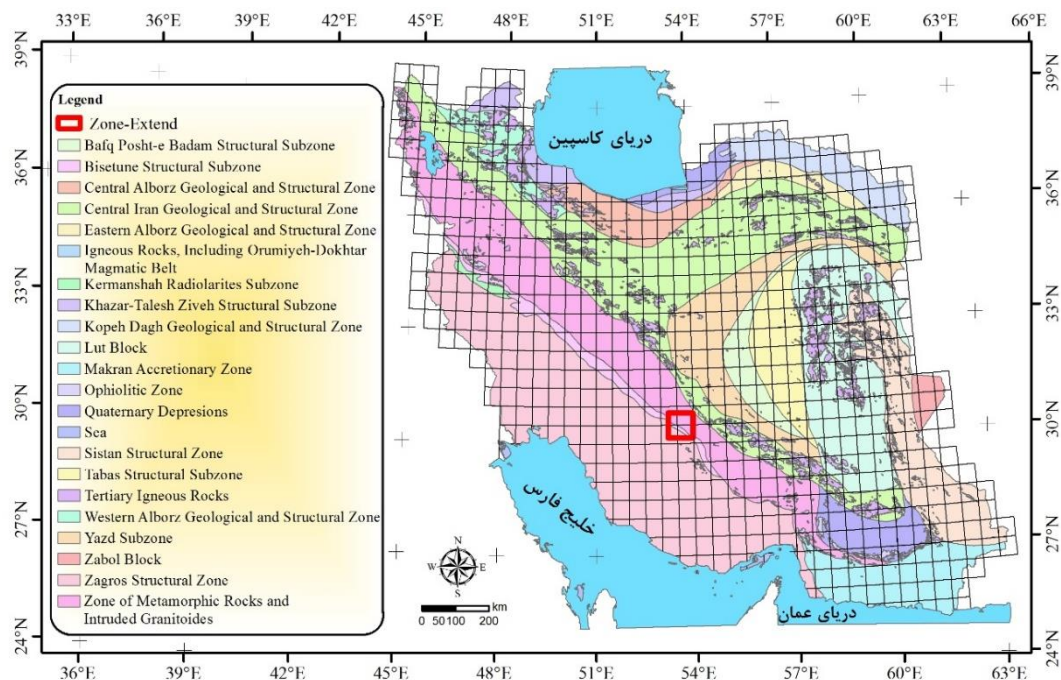 33°E 36°E 39°E 42°E 45°E 48°E 51°E 54°E 57°E 60°E 63°E 66°E
39°N
36°N
33°N
30°N
27°N
24°N
Legend
Zone-Extend
Bafq Posht-e Badam Structural Subzone
Bisetune Structural Subzone
Central Alborz Geological and Structural Zone
Central Iran Geological and Structural Zone
Eastern Alborz Geological and Structural Zone
Igneous Rocks, Including Orumiyeh-Dokhtar
Magmatic Belt
Kermanshah Radiolarites Subzone
Khazar-Talesh Ziveh Structural Subzone
Kopeh Dagh Geological and Structural Zone
Lut Block
Makran Accretionary Zone
Ophiolitic Zone
Quaternary Depresions
Sea
Sistan Structural Zone
Tabas Structural Subzone
Tertiary Igneous Rocks
Western Alborz Geological and Structural Zone
Yazd Subzone
Zabol Block
Zagros Structural Zone
Zone of Metamorphic Rocks and
Intruded Granitoides
دریای کاسپین
خلیج فارس
دریای عمان
N
W E
S
km
0 50 100 200
39°N
36°N
33°N
30°N
27°N
24°N
36°E 39°E 42°E 45°E 48°E 51°E 54°E 57°E 60°E 63°E